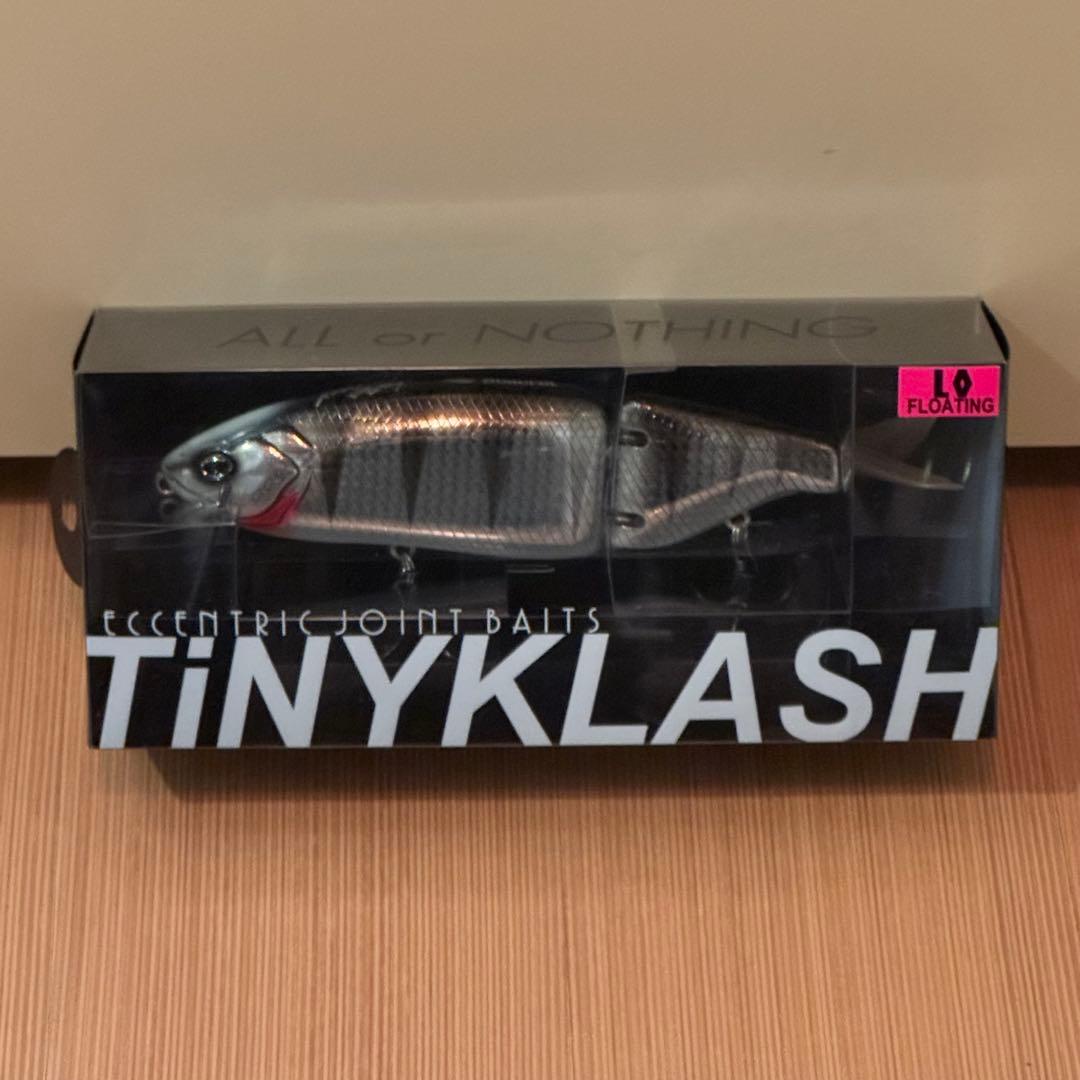 ALL or NOTHING
LO
FLOATING
ECCENTRIC JOINT BAITS
TiNYKLASH